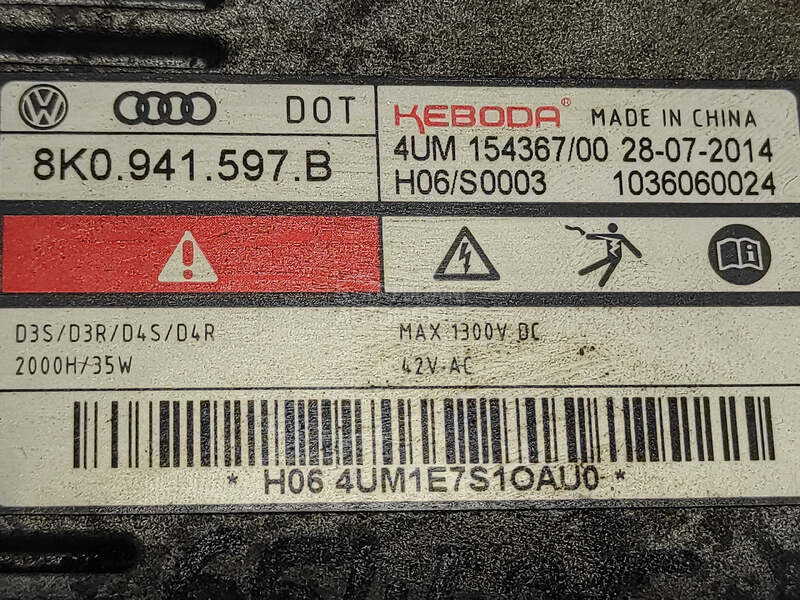 DOT
KEBODA® MADE IN CHINA
8K0.941.597.B
4UM 154367/00 28-07-2014
H06/S0003 1036060024
D3S/D3R/D4S/D4R
MAX 1300V DC
2000H/35W
42V-AC
* H06 4UM1E7S1OAU0 *